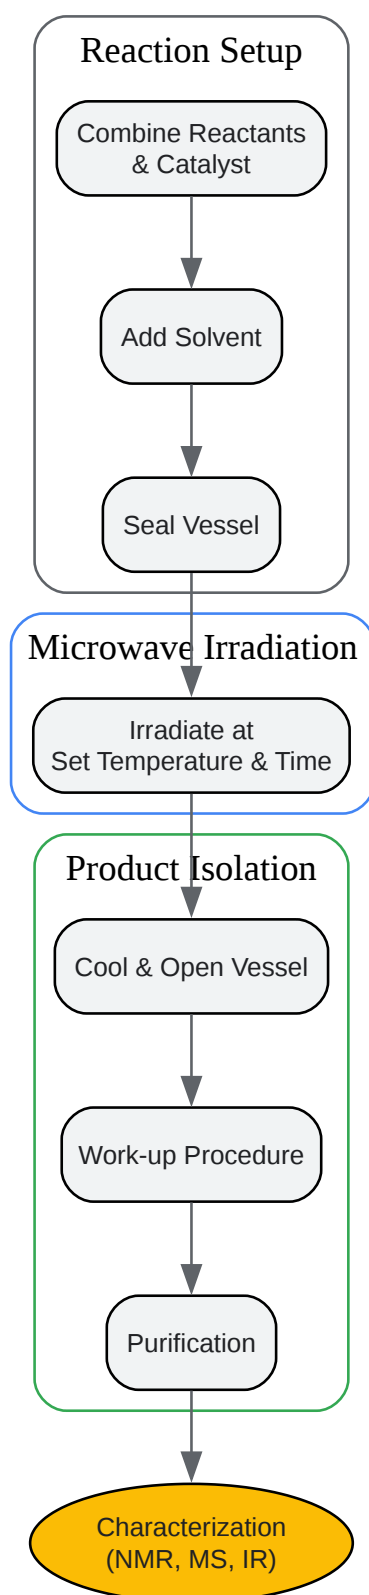 Reaction Setup
Combine Reactants
& Catalyst
Add Solvent
Seal Vessel
Microwave Irradiation
Irradiate at
Set Temperature & Time
Product Isolation
Cool & Open Vessel
Work-up Procedure
Purification
Characterization
(NMR, MS, IR)